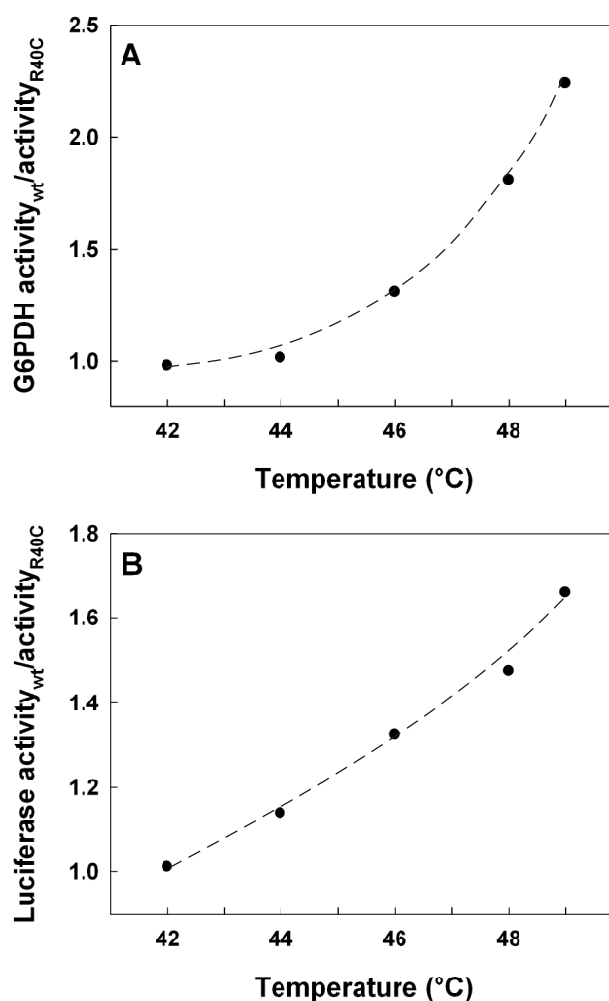 A
G6PDH activitywt/activityR40C
2.5
2.0
1.5
1.0
42 44 46 48
Temperature (°C)
B
Luciferase activitywt/activityR40C
1.8
1.6
1.4
1.2
1.0
42 44 46 48
Temperature (°C)